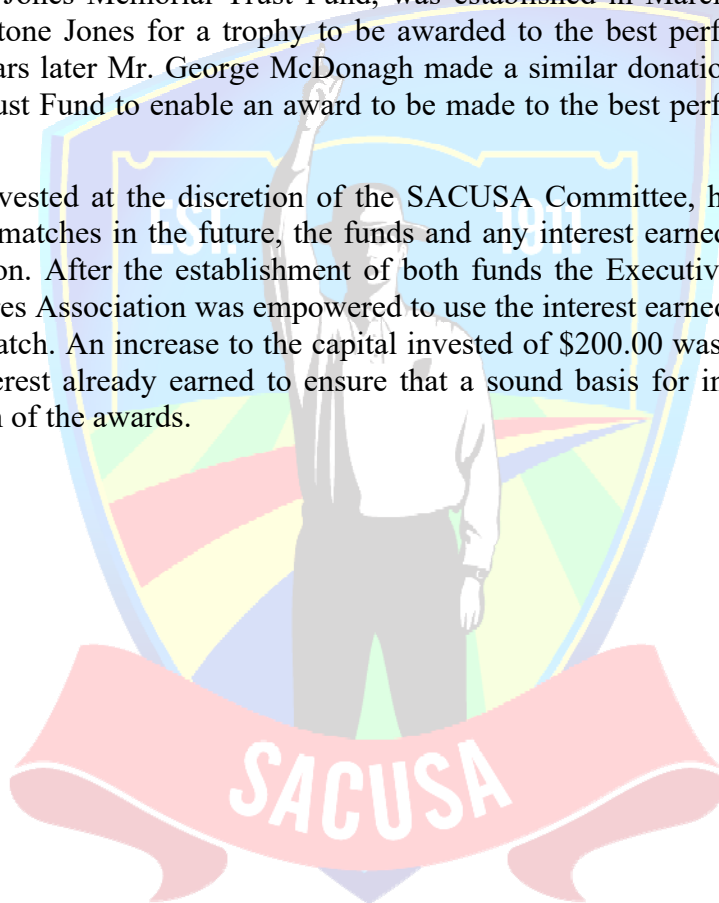 Jones Memorial Trust Fund, was established in March
tone Jones for a trophy to be awarded to the best perf
ars later Mr. George McDonagh made a similar donatio
ust Fund to enable an award to be made to the best perf
EST. 1911
vested at the discretion of the SACUSA Committee, h
matches in the future, the funds and any interest earned
on. After the establishment of both funds the Executiv
res Association was empowered to use the interest earned
atch. An increase to the capital invested of $200.00 was
erest already earned to ensure that a sound basis for in
n of the awards.
SACUSA